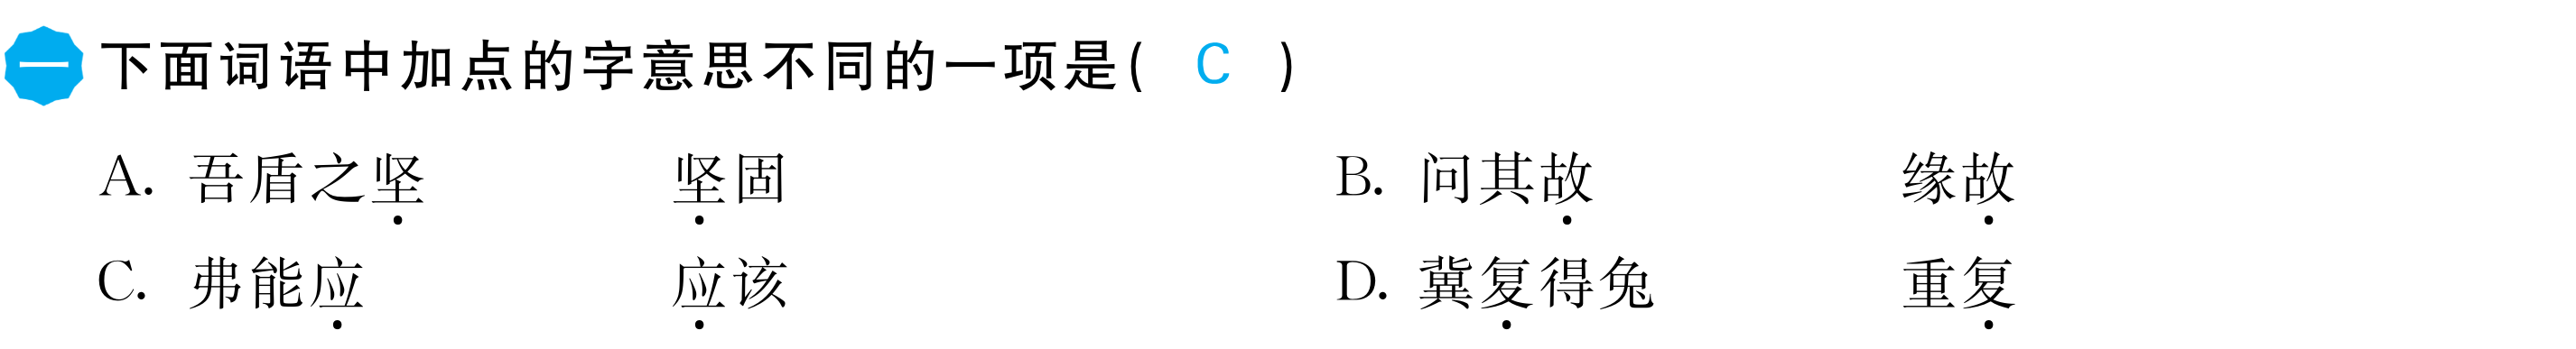 一 下面词语中加点的字意思不同的一项是( C )
A. 吾盾之坚 坚固 B. 问其故 缘故
C. 弗能应 应该 D. 冀复得兔 重复